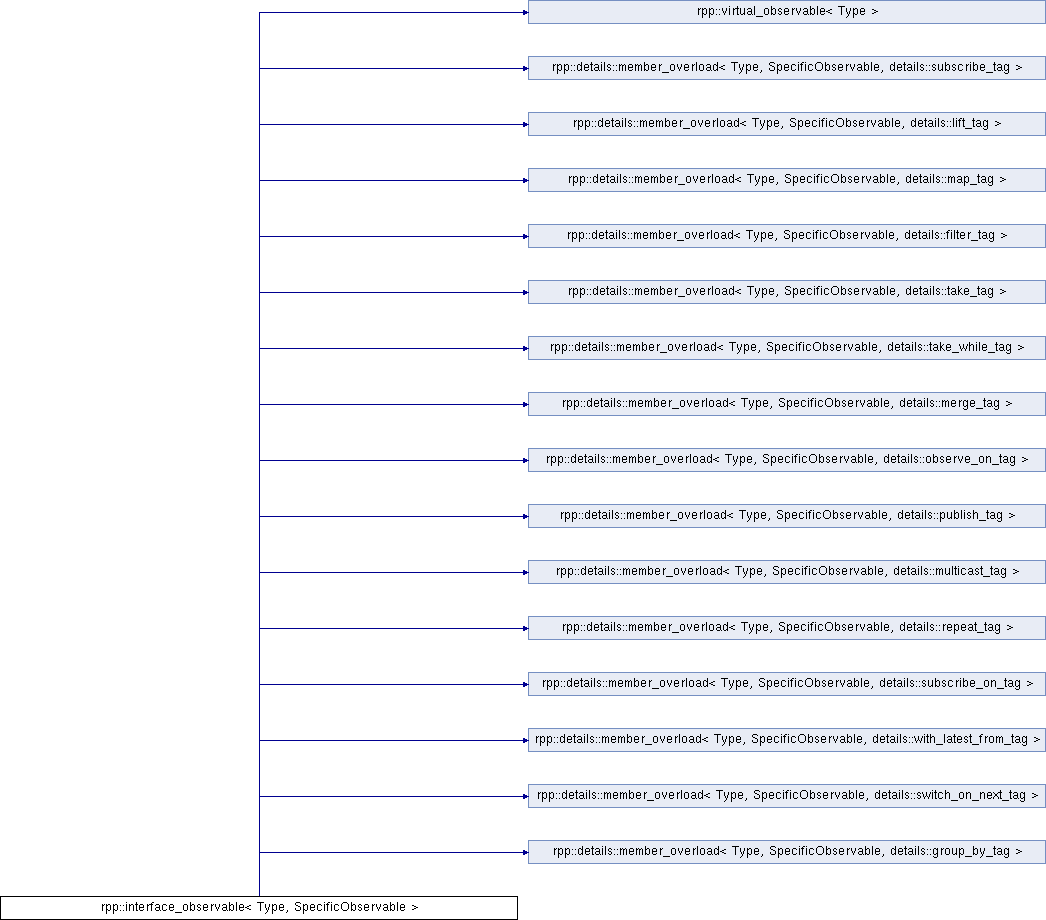 rpp::virtual_observable< Type >
rpp::details::member_overload< Type, SpecificObservable, details::subscribe_tag >
rpp::details::member_overload< Type, SpecificObservable, details::lift_tag >
rpp::details::member_overload< Type, SpecificObservable, details::map_tag >
rpp::details::member_overload< Type, SpecificObservable, details::filter_tag >
rpp::details::member_overload< Type, SpecificObservable, details::take_tag >
rpp::details::member_overload< Type, SpecificObservable, details::take_while_tag >
rpp::details::member_overload< Type, SpecificObservable, details::merge_tag >
rpp::details::member_overload< Type, SpecificObservable, details::observe_on_tag >
rpp::details::member_overload< Type, SpecificObservable, details::publish_tag >
rpp::details::member_overload< Type, SpecificObservable, details::multicast_tag >
rpp::details::member_overload< Type, SpecificObservable, details::repeat_tag >
rpp::details::member_overload< Type, SpecificObservable, details::subscribe_on_tag >
rpp::details::member_overload< Type, SpecificObservable, details::with_latest_from_tag >
rpp::details::member_overload< Type, SpecificObservable, details::switch_on_next_tag >
rpp::details::member_overload< Type, SpecificObservable, details::group_by_tag >
rpp::interface_observable< Type, SpecificObservable >